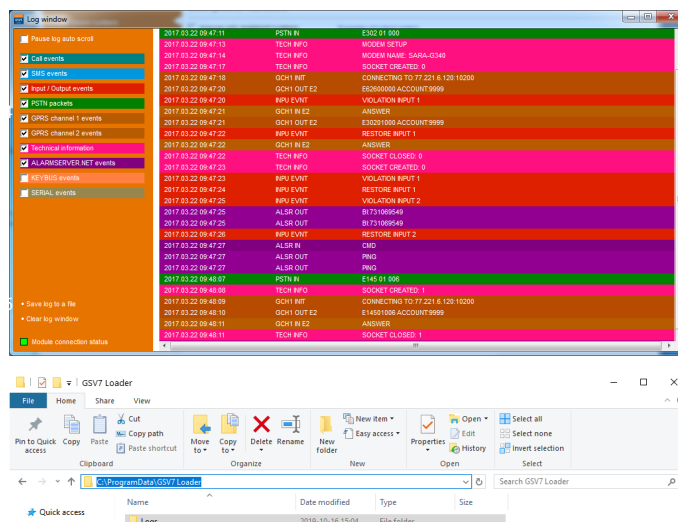 Log window
Pause log auto scroll
Call events
SMS events
Input / Output events
PSTN packets
GPRS channel 1 events
GPRS channel 2 events
Technical information
ALARMSERVER.NET events
KEYBUS events
SERIAL events
• Save log to a file
• Clear log window
Module connection status
2017.03.22 09:47:11 PSTN IN E302 01 000
2017.03.22 09:47:13 TECH INFO MODEM SETUP
2017.03.22 09:47:14 TECH INFO MODEM NAME: SARA-G340
2017.03.22 09:47:17 TECH INFO SOCKET CREATED: 0
2017.03.22 09:47:18 GCH1 INIT CONNECTING TO:77.221.6.120:10200
2017.03.22 09:47:20 GCH1 OUT E2 E62600000 ACCOUNT:9999
2017.03.22 09:47:20 INPU EVNT VIOLATION INPUT 1
2017.03.22 09:47:21 GCH1 IN E2 ANSWER
2017.03.22 09:47:21 GCH1 OUT E2 E30201000 ACCOUNT:9999
2017.03.22 09:47:22 INPU EVNT RESTORE INPUT 1
2017.03.22 09:47:22 GCH1 IN E2 ANSWER
2017.03.22 09:47:22 TECH INFO SOCKET CLOSED: 0
2017.03.22 09:47:23 TECH INFO SOCKET CREATED: 0
2017.03.22 09:47:23 INPU EVNT VIOLATION INPUT 1
2017.03.22 09:47:24 INPU EVNT RESTORE INPUT 1
2017.03.22 09:47:25 INPU EVNT VIOLATION INPUT 2
2017.03.22 09:47:25 ALSR OUT BI:731069549
2017.03.22 09:47:25 ALSR OUT BI:731069549
2017.03.22 09:47:26 INPU EVNT RESTORE INPUT 2
2017.03.22 09:47:27 ALSR IN CMD
2017.03.22 09:47:27 ALSR OUT PING
2017.03.22 09:47:27 ALSR OUT PING
2017.03.22 09:48:07 PSTN IN E145 01 006
2017.03.22 09:48:08 TECH INFO SOCKET CREATED: 1
2017.03.22 09:48:09 GCH1 INIT CONNECTING TO:77.221.6.120:10200
2017.03.22 09:48:10 GCH1 OUT E2 E14501006 ACCOUNT:9999
2017.03.22 09:48:11 GCH1 IN E2 ANSWER
2017.03.22 09:48:11 TECH INFO SOCKET CLOSED: 1
GSV7 Loader
File Home Share View
Pin to Quick access
Copy
Paste
Cut
Copy path
Paste shortcut
Clipboard
Move to
Copy to
Delete
Rename
Organize
New folder
New item
Easy access
New
Properties
Open
Edit
History
Open
Select all
Select none
Invert selection
Select
C:\ProgramData\GSV7 Loader
Search GSV7 Loader
Quick access
Name Date modified Type Size
Logs 2019-10-16 15:04 File folder